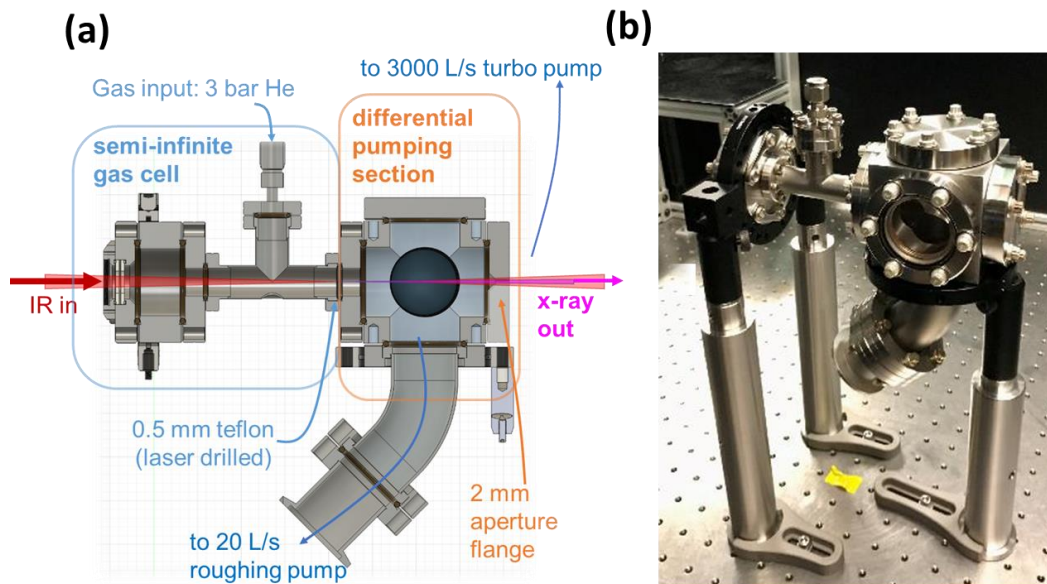 (a)
(b)
to 3000 L/s turbo pump
Gas input: 3 bar He
semi-infinite
gas cell
differential
pumping
section
IR in
x-ray
out
0.5 mm teflon
(laser drilled)
2 mm
aperture
flange
to 20 L/s
roughing pump